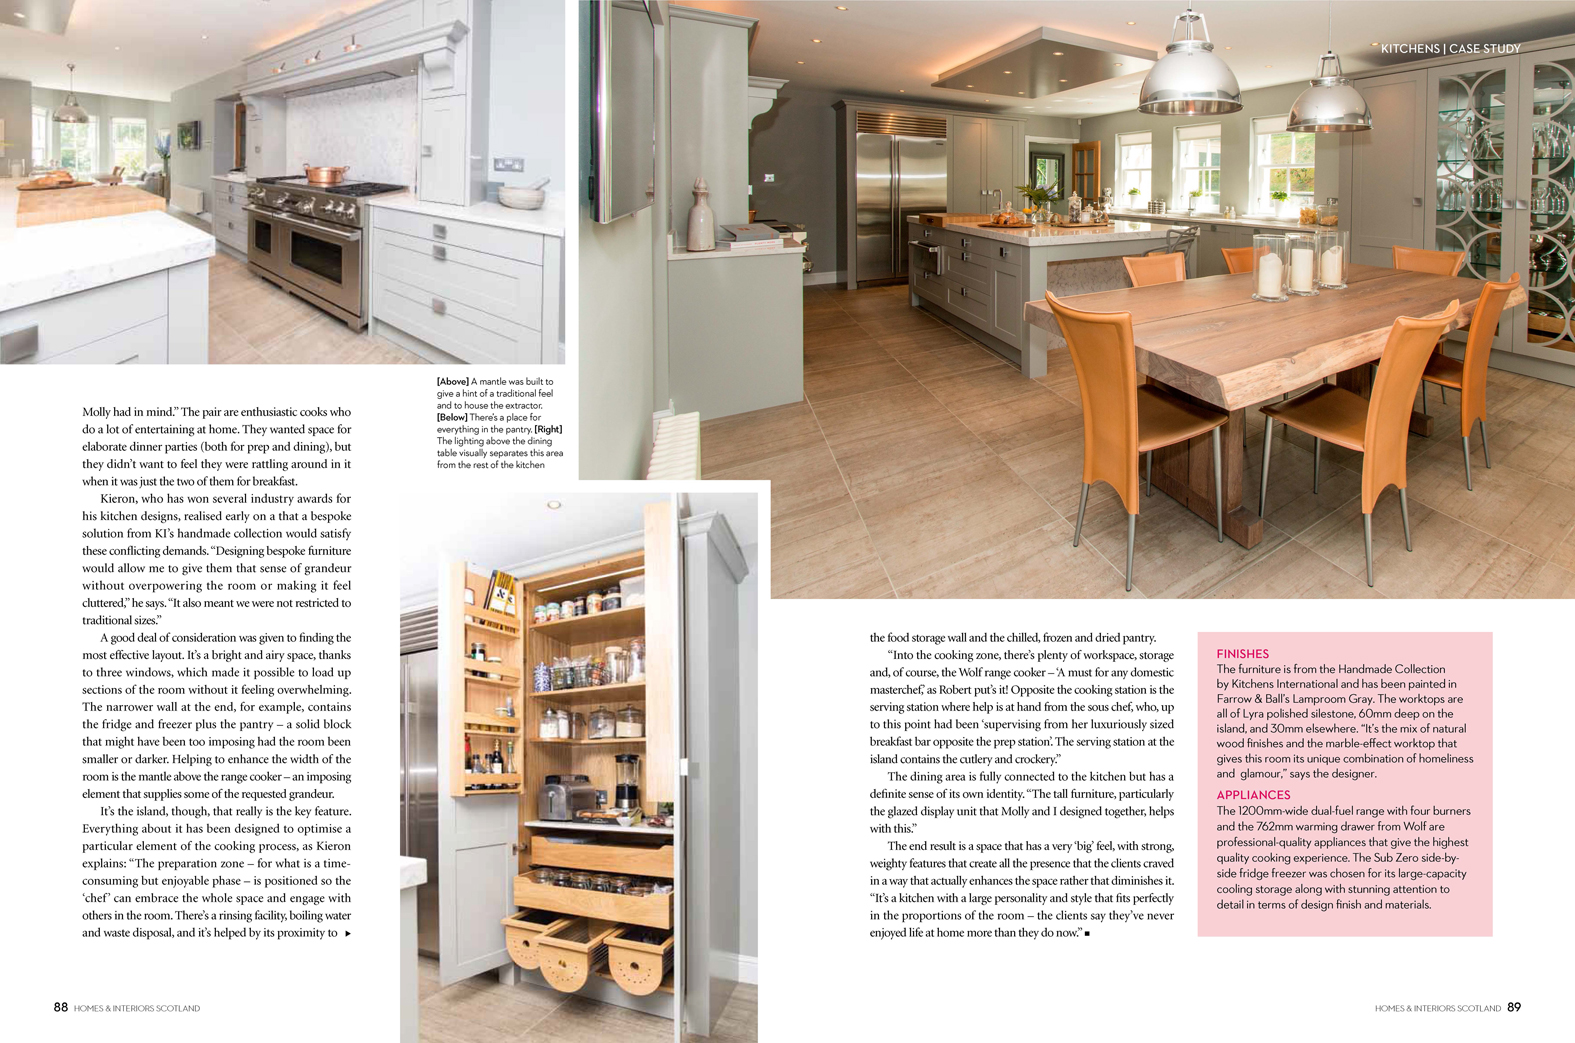 KITCHENS | CASE STUDY
[Above] A mantle was built to
give a hint of a traditional feel
and to house the extractor.
[Below] There's a place for
everything in the pantry. [Right]
The lighting above the dining
table visually separates this area
from the rest of the kitchen
Molly had in mind.” The pair are enthusiastic cooks who
do a lot of entertaining at home. They wanted space for
elaborate dinner parties (both for prep and dining), but
they didn’t want to feel they were rattling around in it
when it was just the two of them for breakfast.
Kieron, who has won several industry awards for
his kitchen designs, realised early on a that a bespoke
solution from KI’s handmade collection would satisfy
these conflicting demands. “Designing bespoke furniture
would allow me to give them that sense of grandeur
without overpowering the room or making it feel
cluttered,” he says. “It also meant we were not restricted to
traditional sizes.”
A good deal of consideration was given to finding the
most effective layout. It’s a bright and airy space, thanks
to three windows, which made it possible to load up
sections of the room without it feeling overwhelming.
The narrower wall at the end, for example, contains
the fridge and freezer plus the pantry – a solid block
that might have been too imposing had the room been
smaller or darker. Helping to enhance the width of the
room is the mantle above the range cooker – an imposing
element that supplies some of the requested grandeur.
It’s the island, though, that really is the key feature.
Everything about it has been designed to optimise a
particular element of the cooking process, as Kieron
explains: “The preparation zone – for what is a time-
consuming but enjoyable phase – is positioned so the
‘chef’ can embrace the whole space and engage with
others in the room. There’s a rinsing facility, boiling water
and waste disposal, and it’s helped by its proximity to ▶
the food storage wall and the chilled, frozen and dried pantry.
“Into the cooking zone, there’s plenty of workspace, storage
and, of course, the Wolf range cooker – ‘A must for any domestic
masterchef,’ as Robert put’s it! Opposite the cooking station is the
serving station where help is at hand from the sous chef, who, up
to this point had been ‘supervising from her luxuriously sized
breakfast bar opposite the prep station’. The serving station at the
island contains the cutlery and crockery.”
The dining area is fully connected to the kitchen but has a
definite sense of its own identity. “The tall furniture, particularly
the glazed display unit that Molly and I designed together, helps
with this.”
The end result is a space that has a very ‘big’ feel, with strong,
weighty features that create all the presence that the clients craved
in a way that actually enhances the space rather that diminishes it.
“It’s a kitchen with a large personality and style that fits perfectly
in the proportions of the room – the clients say they’ve never
enjoyed life at home more than they do now.” ■
FINISHES
The furniture is from the Handmade Collection
by Kitchens International and has been painted in
Farrow & Ball’s Lamproom Gray. The worktops are
all of Lyra polished silestone, 60mm deep on the
island, and 30mm elsewhere. “It’s the mix of natural
wood finishes and the marble-effect worktop that
gives this room its unique combination of homeliness
and glamour,” says the designer.
APPLIANCES
The 1200mm-wide dual-fuel range with four burners
and the 762mm warming drawer from Wolf are
professional-quality appliances that give the highest
quality cooking experience. The Sub Zero side-by-
side fridge freezer was chosen for its large-capacity
cooling storage along with stunning attention to
detail in terms of design finish and materials.
88 HOMES & INTERIORS SCOTLAND
HOMES & INTERIORS SCOTLAND 89